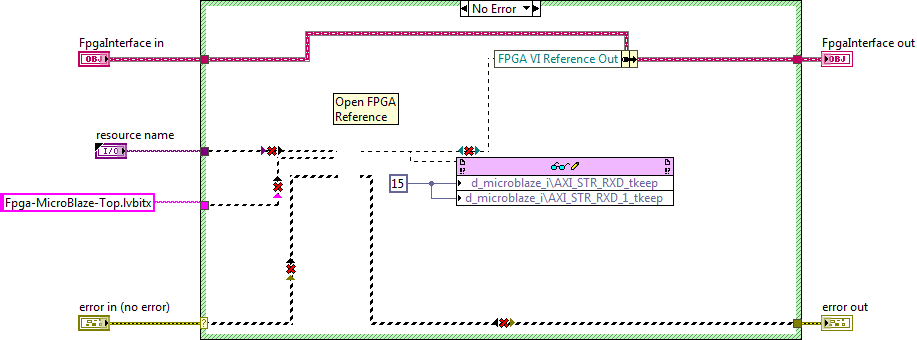 No Error
FpgaInterface in
OBJ
FPGA VI Reference Out
FpgaInterface out
OBJ
Open FPGA
Reference
resource name
I/O
15
d_microblaze_i\AXI_STR_RXD_tkeep
d_microblaze_i\AXI_STR_RXD_1_tkeep
Fpga-MicroBlaze-Top.lvbitx
error in (no error)
?
error out